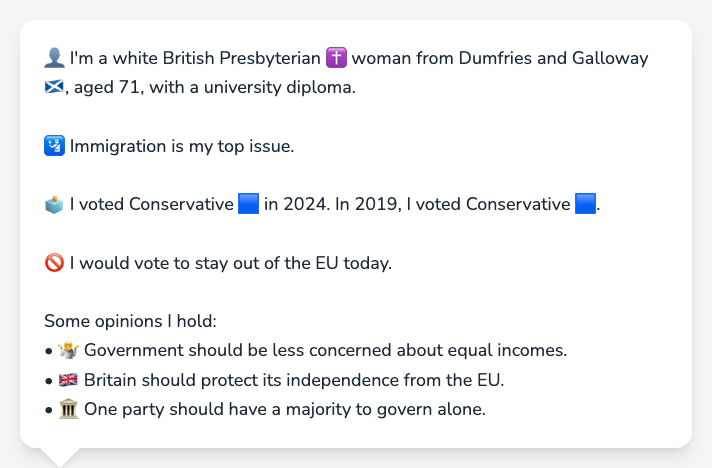 👤 I'm a white British Presbyterian ✝️ woman from Dumfries and Galloway
🏴󠁧󠁢󠁳󠁣󠁴󠁿, aged 71, with a university diploma.
🛂 Immigration is my top issue.
🗳️ I voted Conservative 🟦 in 2024. In 2019, I voted Conservative 🟦.
🚫 I would vote to stay out of the EU today.
Some opinions I hold:
• 🤷 Government should be less concerned about equal incomes.
• 🇬🇧 Britain should protect its independence from the EU.
• 🏛️ One party should have a majority to govern alone.